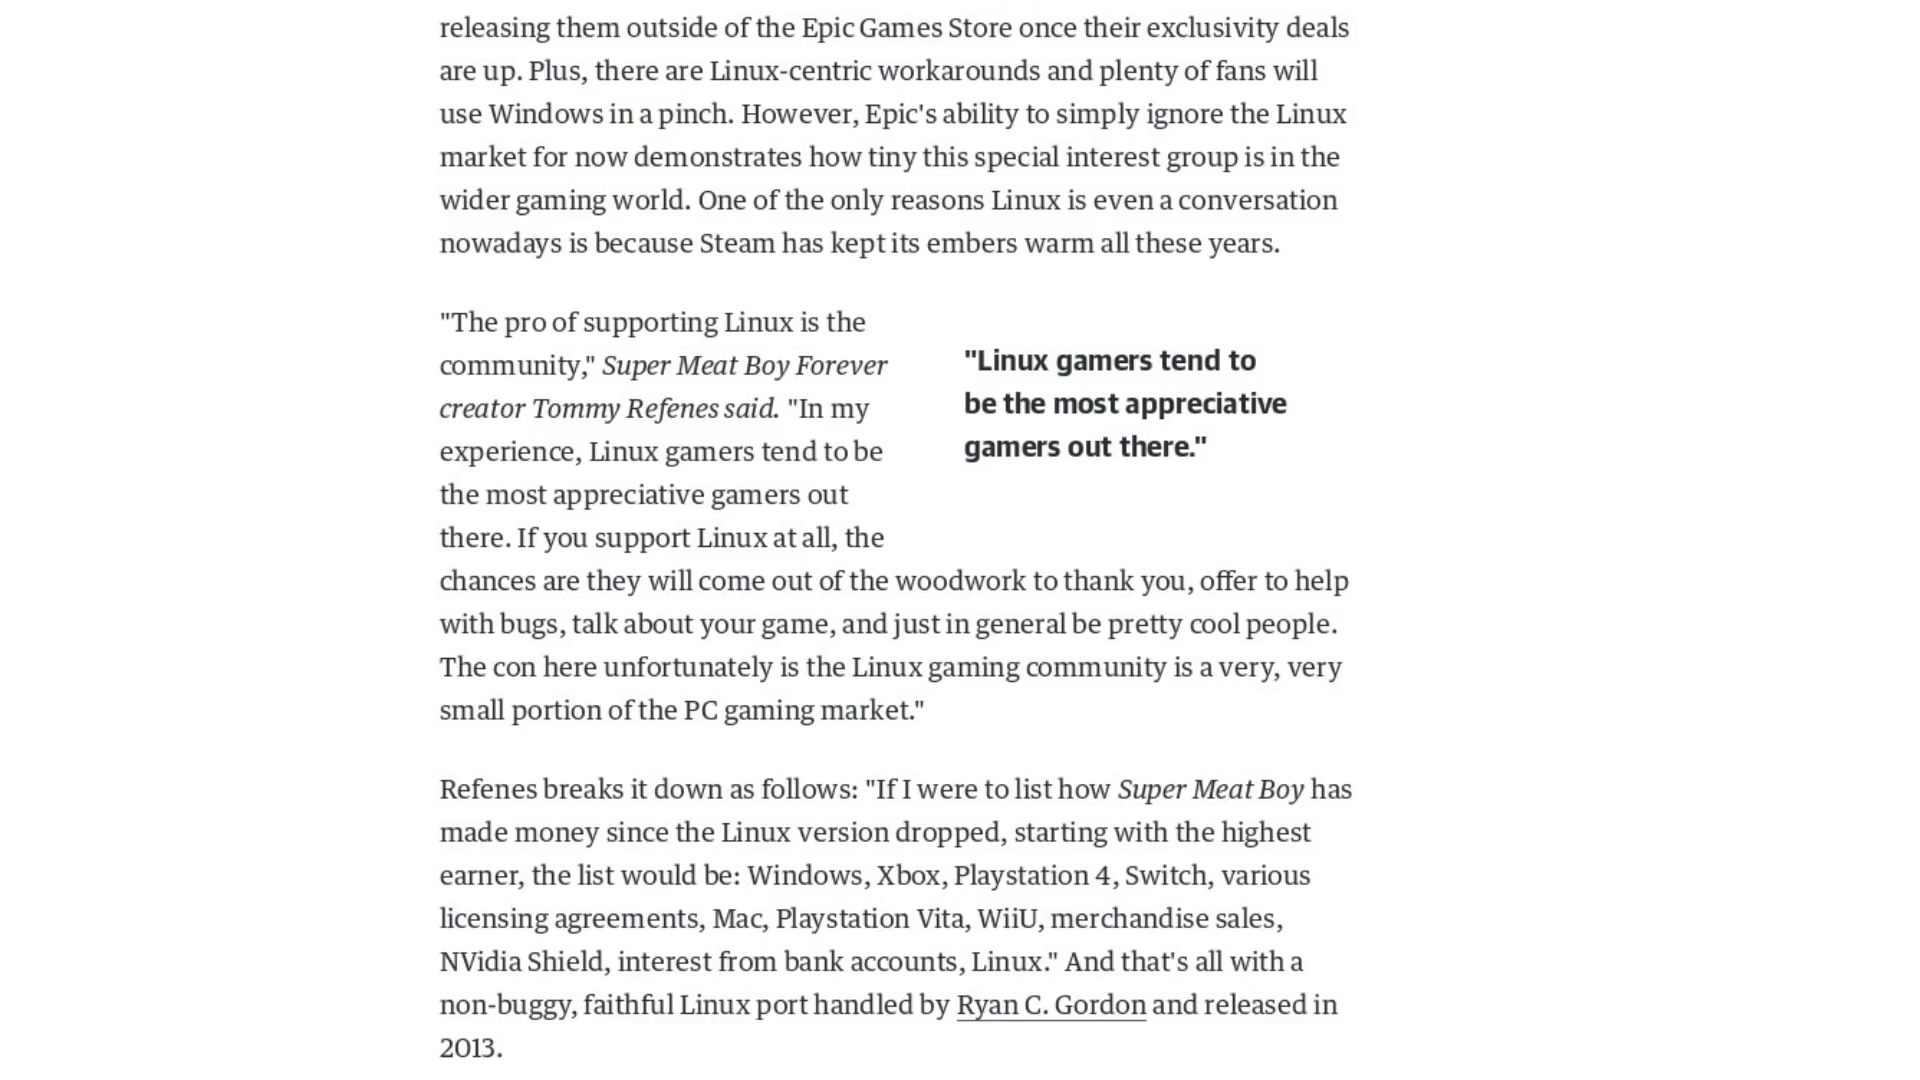 releasing them outside of the Epic Games Store once their exclusivity deals
are up. Plus, there are Linux-centric workarounds and plenty of fans will
use Windows in a pinch. However, Epic's ability to simply ignore the Linux
market for now demonstrates how tiny this special interest group is in the
wider gaming world. One of the only reasons Linux is even a conversation
nowadays is because Steam has kept its embers warm all these years.
"The pro of supporting Linux is the
community," Super Meat Boy Forever
creator Tommy Refenes said. "In my
experience, Linux gamers tend to be
the most appreciative gamers out
there. If you support Linux at all, the
chances are they will come out of the woodwork to thank you, offer to help
with bugs, talk about your game, and just in general be pretty cool people.
The con here unfortunately is the Linux gaming community is a very, very
small portion of the PC gaming market."
"Linux gamers tend to
be the most appreciative
gamers out there."
Refenes breaks it down as follows: "If I were to list how Super Meat Boy has
made money since the Linux version dropped, starting with the highest
earner, the list would be: Windows, Xbox, Playstation 4, Switch, various
licensing agreements, Mac, Playstation Vita, WiiU, merchandise sales,
NVidia Shield, interest from bank accounts, Linux." And that's all with a
non-buggy, faithful Linux port handled by Ryan C. Gordon and released in
2013.